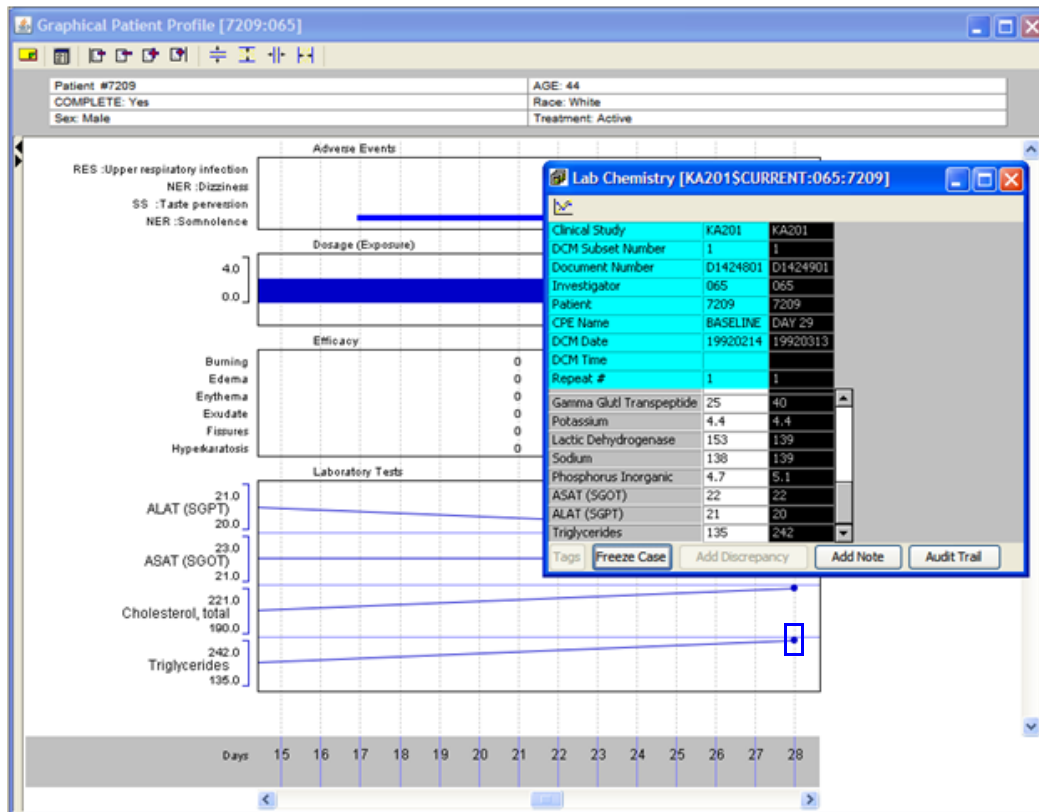 Graphical Patient Profile [7209:065]
Patient #7209 AGE: 44
COMPLETE: Yes Race: White
Sex: Male Treatment: Active
Adverse Events
RES :Upper respiratory infection
NER :Dizziness
SS :Taste perversion
NER :Somnolence
Dosage (Exposure)
4.0
0.0
Efficacy
Burning 0
Edema 0
Erythema 0
Exudate 0
Fissures 0
Hyperkaratosis 0
Laboratory Tests
21.0
ALAT (SGPT)
20.0
23.0
ASAT (SGOT)
21.0
221.0
Cholesterol, total
190.0
242.0
Triglycerides
135.0
Days 15 16 17 18 19 20 21 22 23 24 25 26 27 28
Lab Chemistry [KA201$CURRENT:065:7209]
Clinical Study KA201 KA201
DCM Subset Number 1 1
Document Number D1424801 D1424901
Investigator 065 065
Patient 7209 7209
CPE Name BASELINE DAY 29
DCM Date 19920214 19920313
DCM Time
Repeat # 1 1
Gamma Glutl Transpeptide 25 40
Potassium 4.4 4.4
Lactic Dehydrogenase 153 139
Sodium 138 139
Phosphorus Inorganic 4.7 5.1
ASAT (SGOT) 22 22
ALAT (SGPT) 21 20
Triglycerides 135 242
Tags Freeze Case Add Discrepancy Add Note Audit Trail